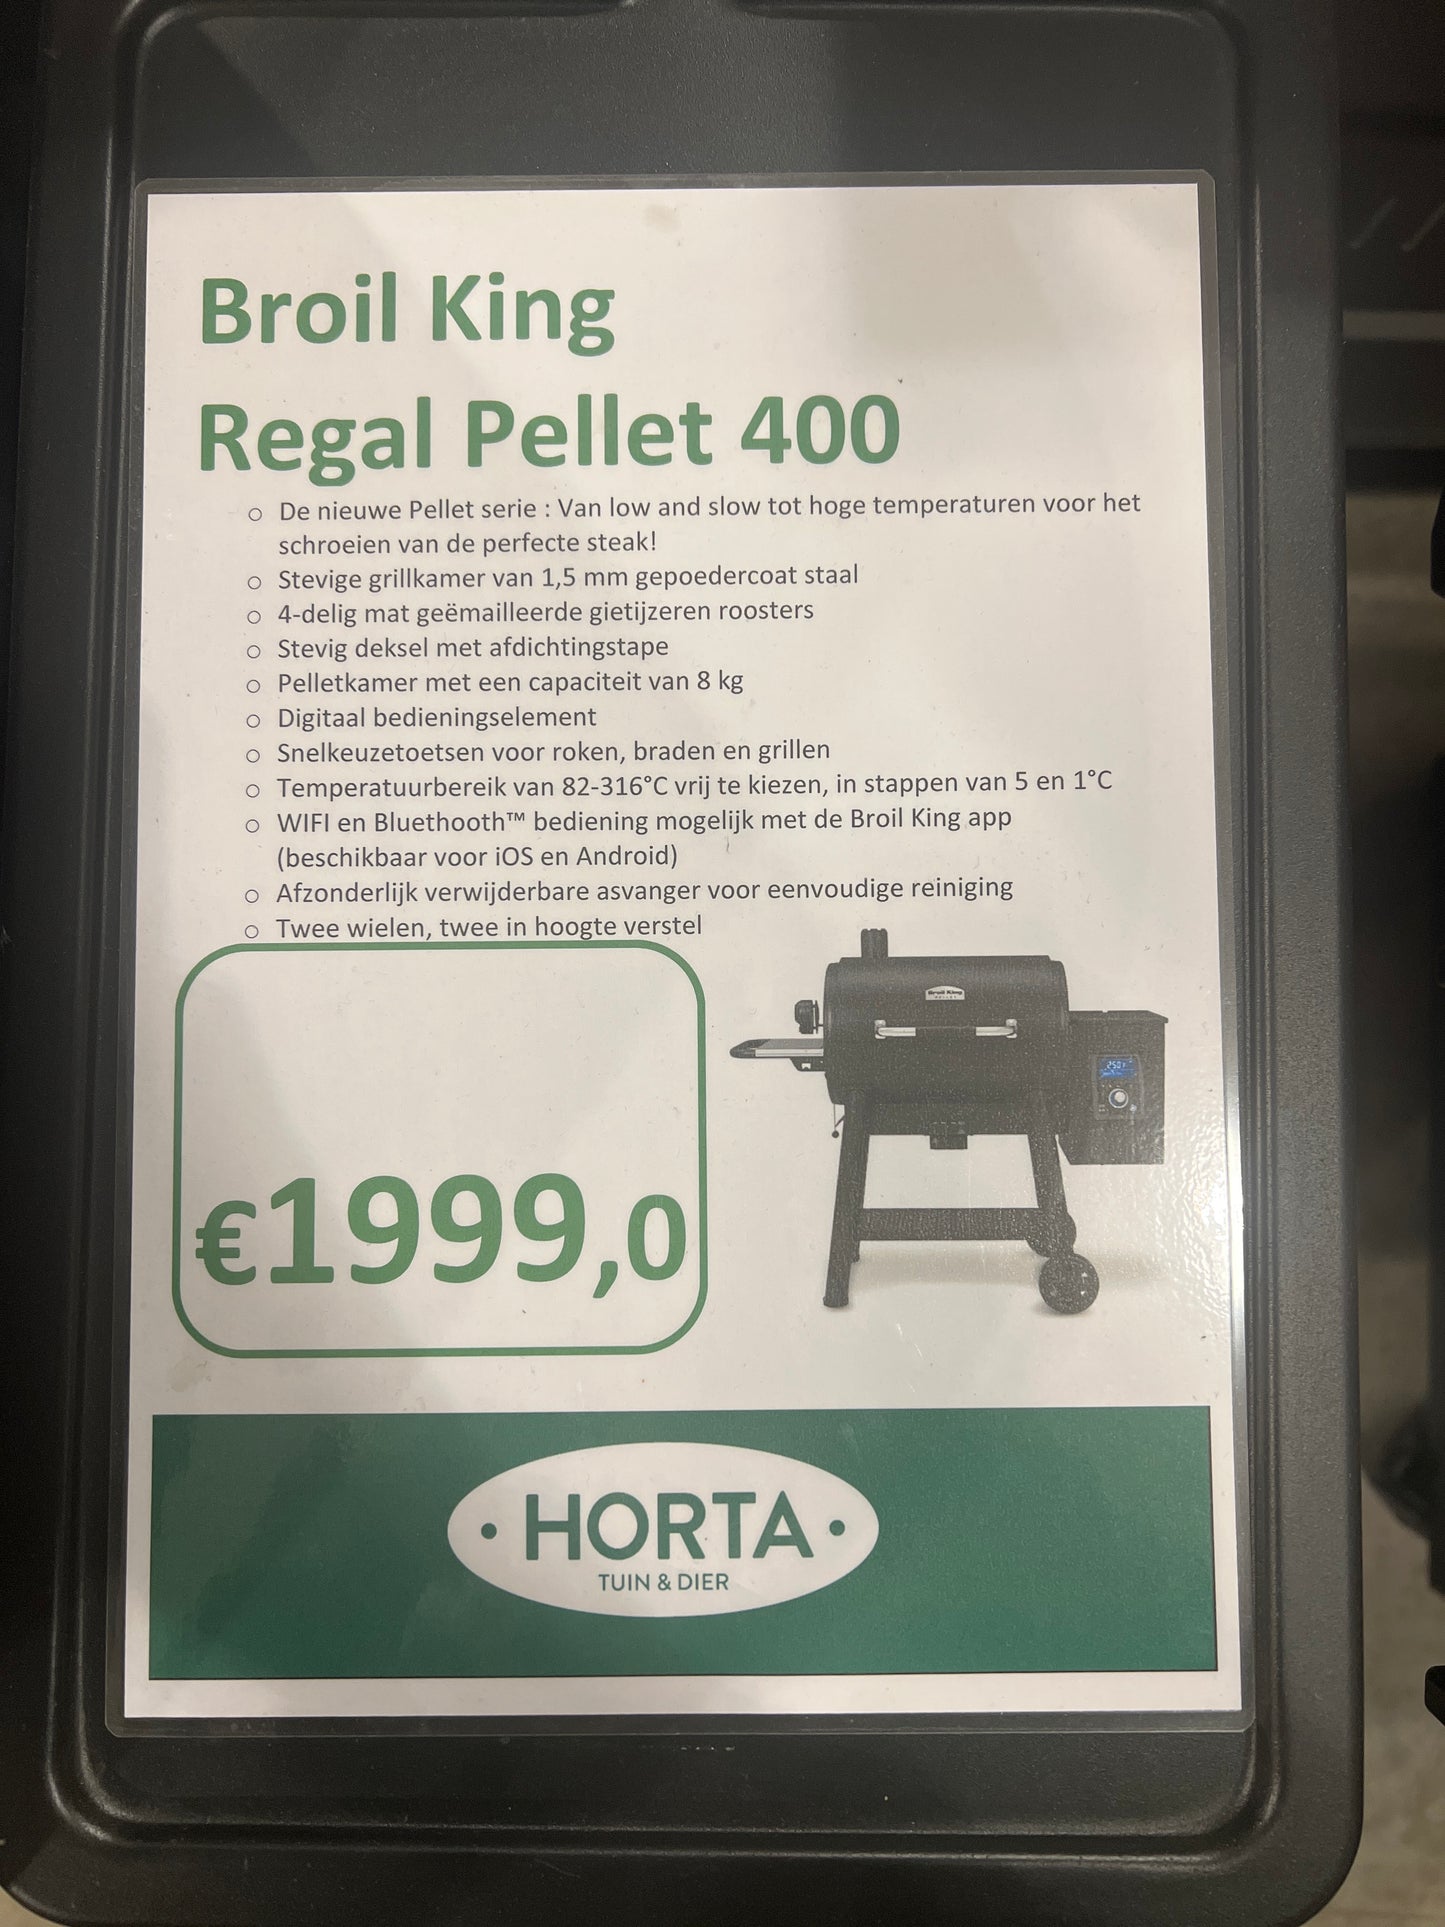 Broil King
Regal Pellet 400
○ De nieuwe Pellet serie : Van low and slow tot hoge temperaturen voor het
schroeien van de perfecte steak!
○ Stevige grillkamer van 1,5 mm gepoedercoat staal
○ 4-delig mat geëmailleerde gietijzeren roosters
○ Stevig deksel met afdichtingstape
○ Pelletkamer met een capaciteit van 8 kg
○ Digitaal bedieningselement
○ Snelkeuzetoetsen voor roken, braden en grillen
○ Temperatuurbereik van 82-316°C vrij te kiezen, in stappen van 5 en 1°C
○ WIFI en Bluethooth™ bediening mogelijk met de Broil King app
(beschikbaar voor iOS en Android)
○ Afzonderlijk verwijderbare asvanger voor eenvoudige reiniging
○ Twee wielen, twee in hoogte verstel
Broil King
PELLET
€1999,0
• HORTA •
TUIN & DIER